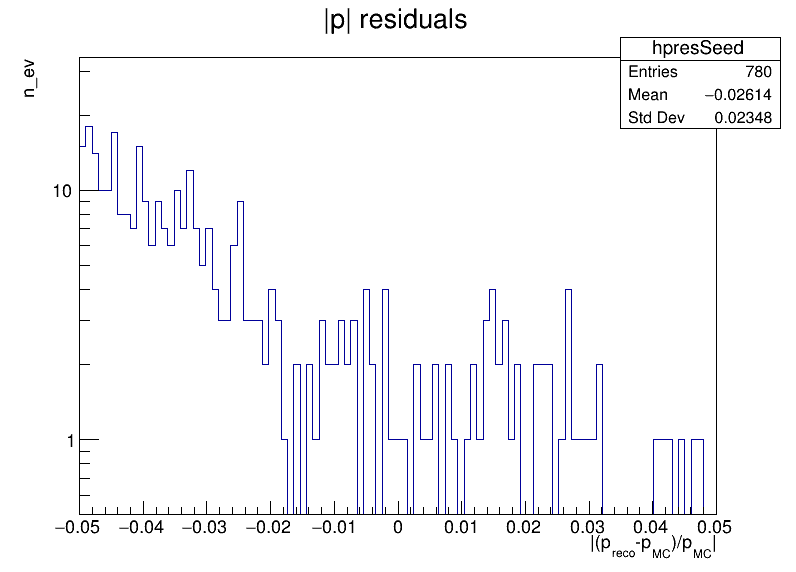 |p| residuals
hpresSeed
Entries 780
Mean −0.02614
Std Dev 0.02348
n_ev
10
1
−0.05 −0.04 −0.03 −0.02 −0.01 0 0.01 0.02 0.03 0.04 0.05
|(p_reco-p_MC)/p_MC|